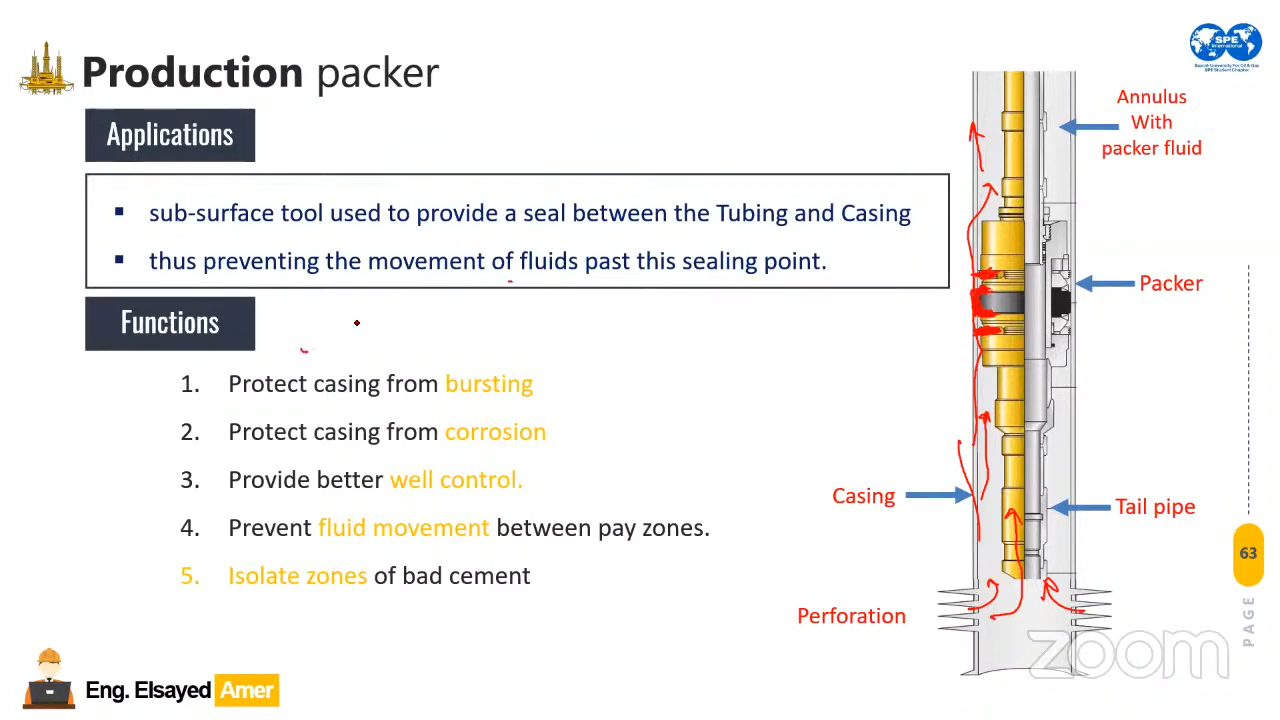 Production packer
SPE
International
Applications
▪ sub-surface tool used to provide a seal between the Tubing and Casing
▪ thus preventing the movement of fluids past this sealing point.
Functions
1. Protect casing from bursting
2. Protect casing from corrosion
3. Provide better well control.
4. Prevent fluid movement between pay zones.
5. Isolate zones of bad cement
Annulus
With
packer fluid
Packer
Casing
Tail pipe
Perforation
63
PAGE
zoom
Eng. Elsayed Amer